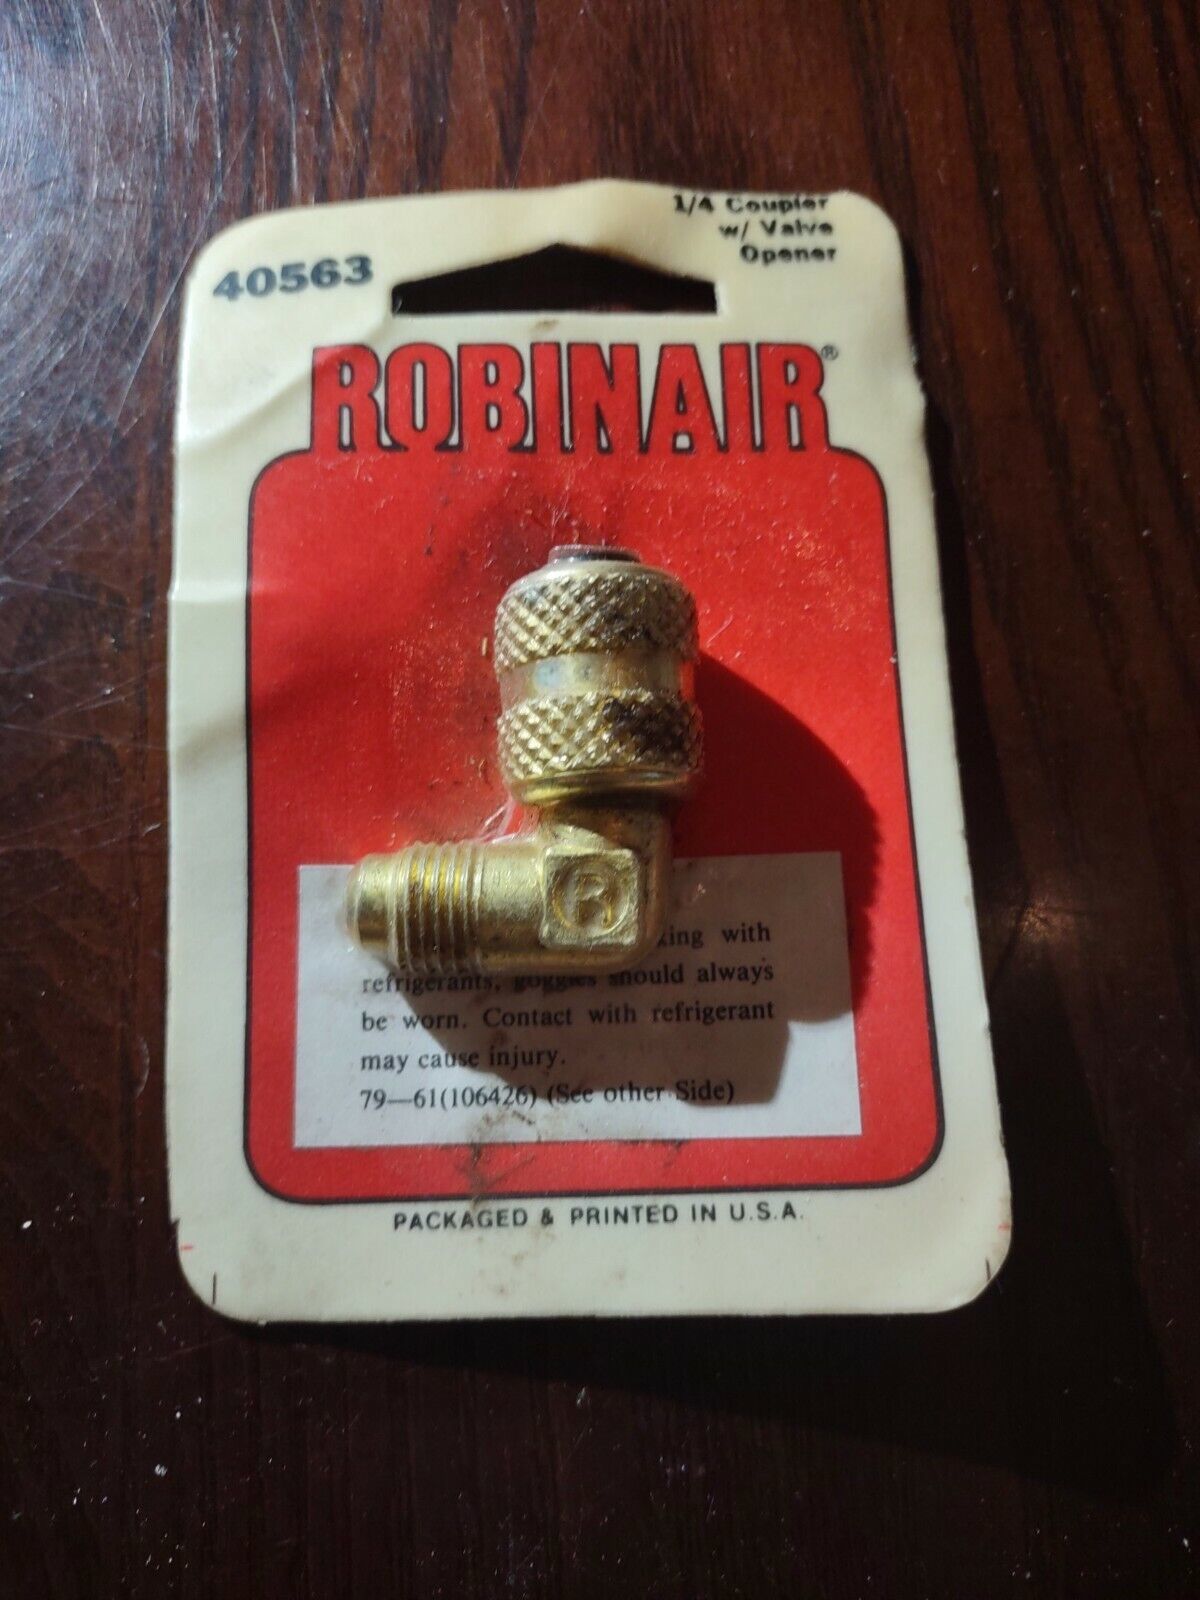 40563
1/4 Coupler
w/ Valve
Opener
ROBINAIR®
R
with
refrigerants, goggles should always
be worn. Contact with refrigerant
may cause injury.
79—61(106426) (See other Side)
PACKAGED & PRINTED IN U.S.A.